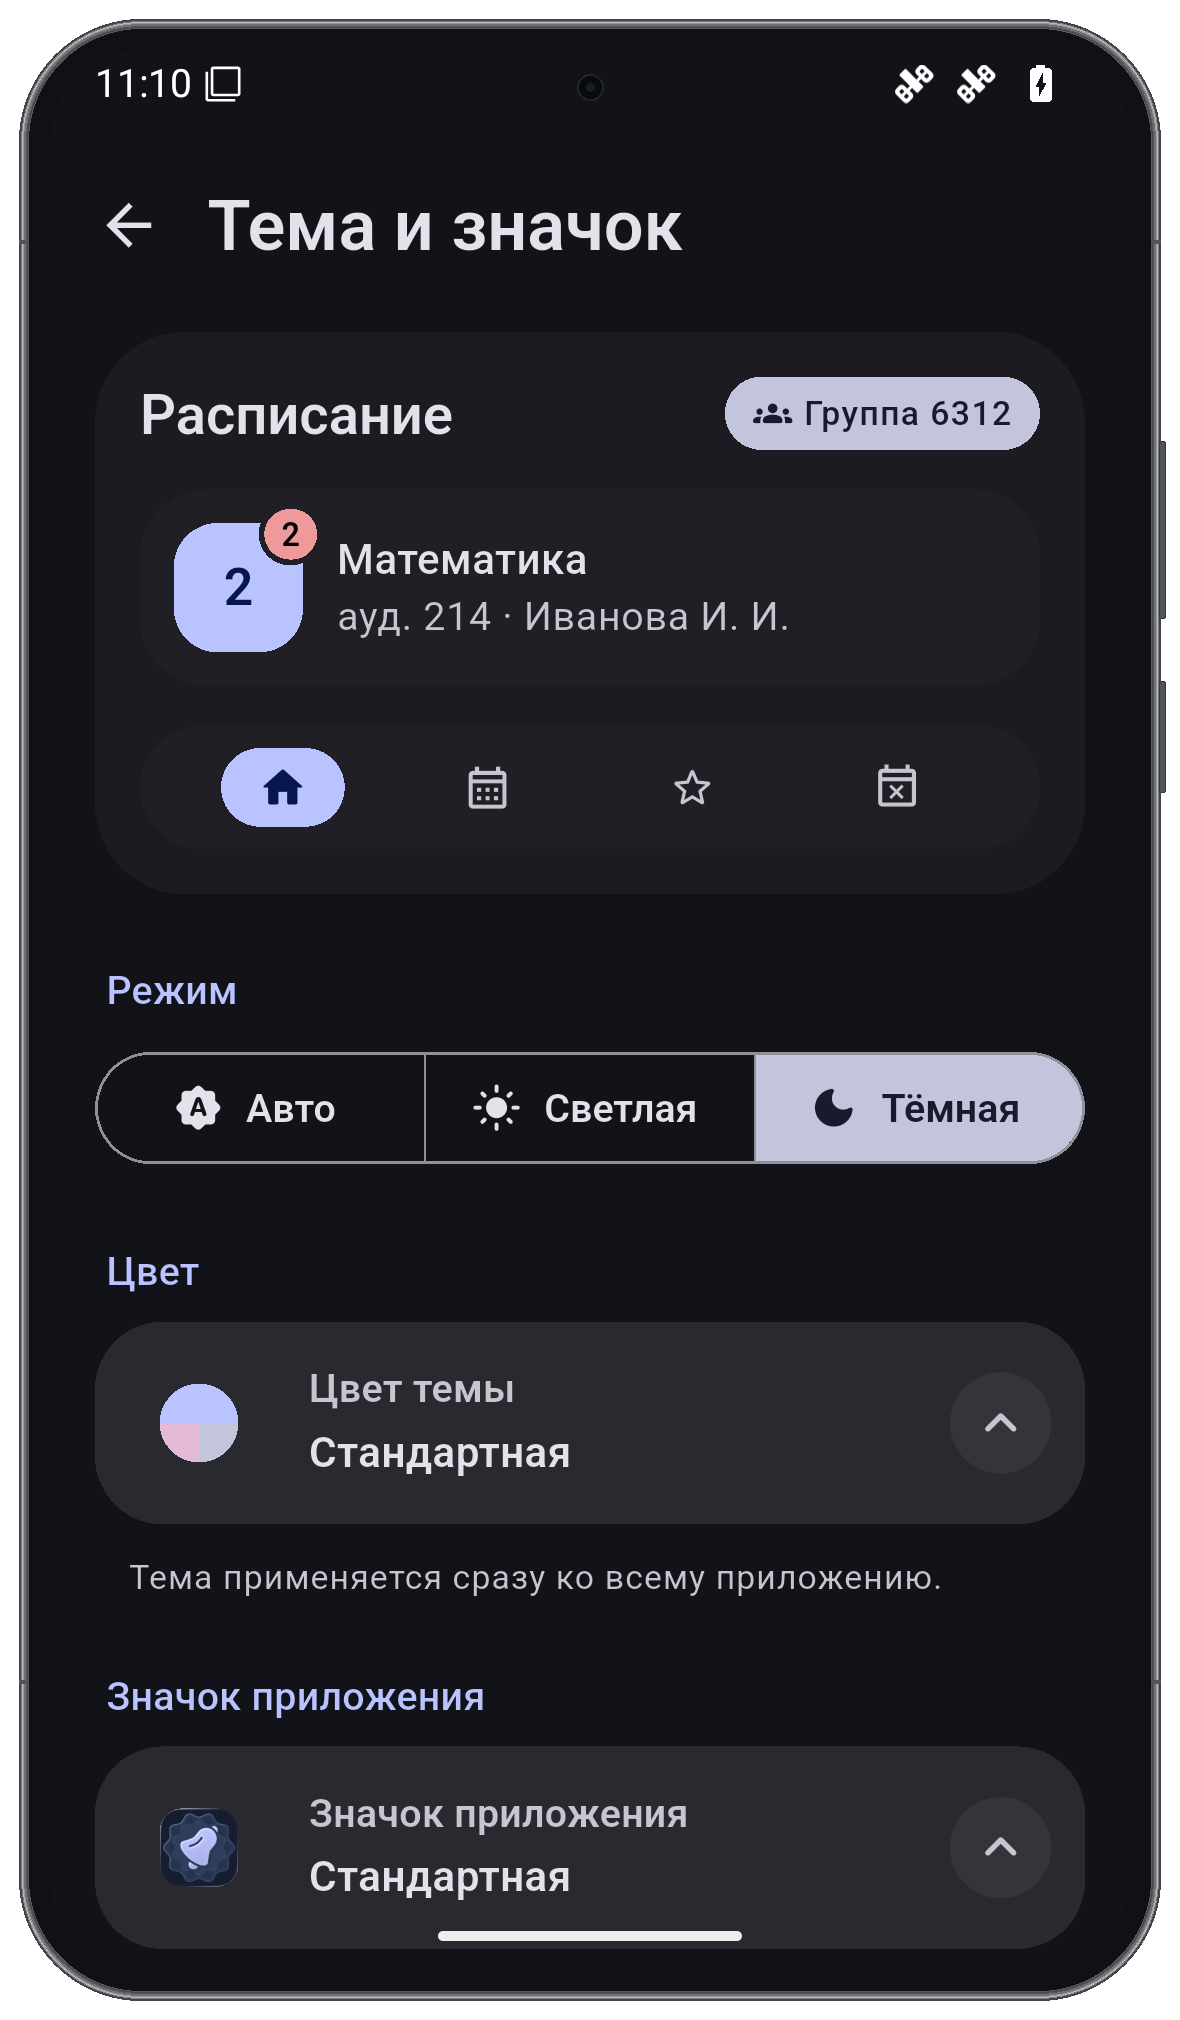 11:10
Тема и значок
Расписание
Группа 6312
2
2
Математика
ауд. 214 · Иванова И. И.
Режим
A Авто
Светлая
Тёмная
Цвет
Цвет темы
Стандартная
Тема применяется сразу ко всему приложению.
Значок приложения
Значок приложения
Стандартная